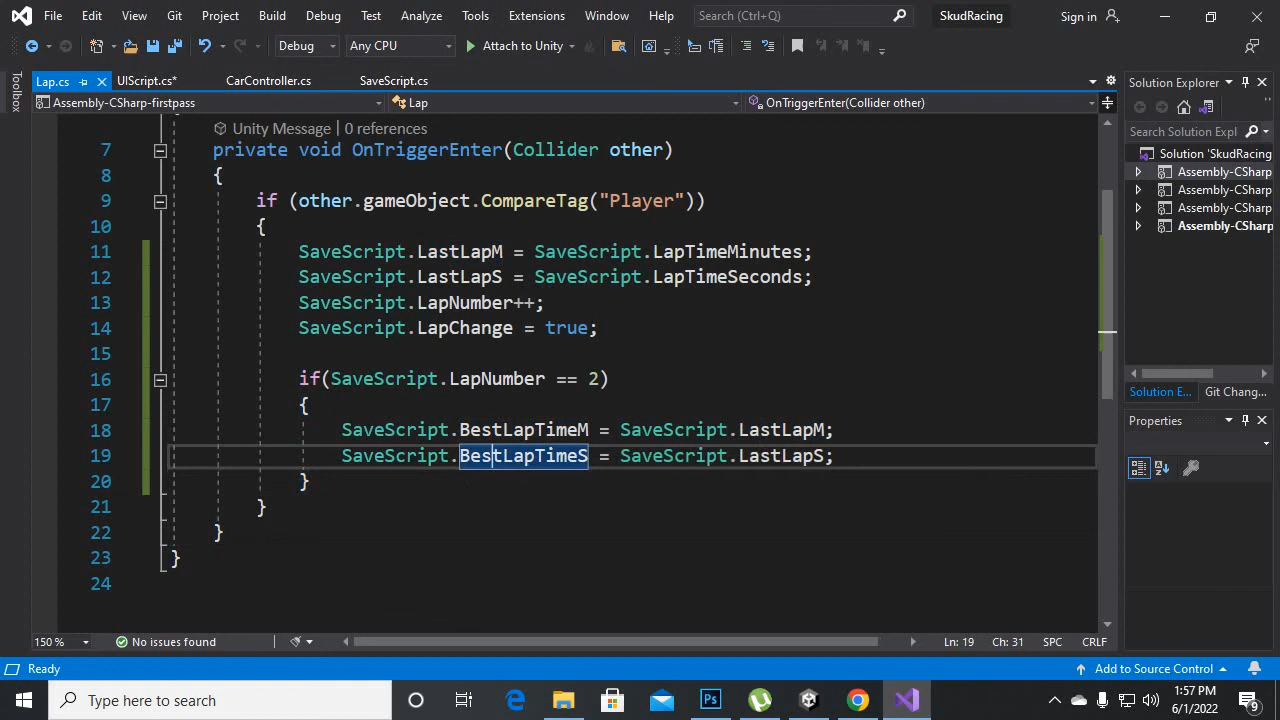 File Edit View Git Project Build Debug Test Analyze Tools Extensions Window Help Search (Ctrl+Q) SkudRacing Sign in
Debug Any CPU Attach to Unity
Toolbox
Lap.cs UIScript.cs* CarController.cs SaveScript.cs
Assembly-CSharp-firstpass Lap OnTriggerEnter(Collider other)
Unity Message | 0 references
7 private void OnTriggerEnter(Collider other)
8 {
9 if (other.gameObject.CompareTag("Player"))
10 {
11 SaveScript.LastLapM = SaveScript.LapTimeMinutes;
12 SaveScript.LastLapS = SaveScript.LapTimeSeconds;
13 SaveScript.LapNumber++;
14 SaveScript.LapChange = true;
15
16 if(SaveScript.LapNumber == 2)
17 {
18 SaveScript.BestLapTimeM = SaveScript.LastLapM;
19 SaveScript.BestLapTimeS = SaveScript.LastLapS;
20 }
21 }
22 }
23 }
24
150 % No issues found Ln: 19 Ch: 31 SPC CRLF
Solution Explorer
Search Solution Expl
Solution 'SkudRacing
Assembly-CSharp
Assembly-CSharp
Assembly-CSharp
Assembly-CSharp
Solution E... Git Chang...
Properties
Ready Add to Source Control
Type here to search
1:57 PM
6/1/2022
9